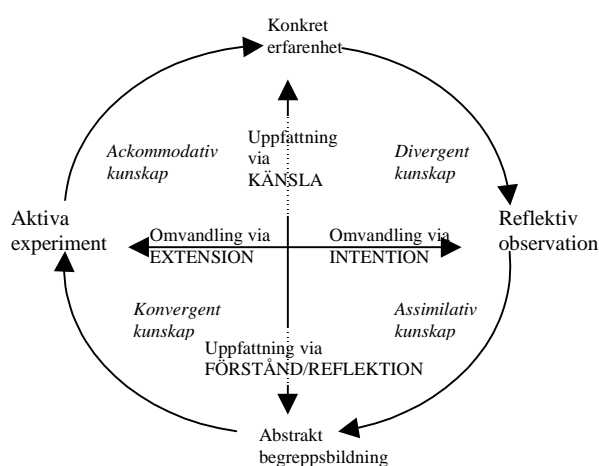 Konkret
erfarenhet
Ackommodativ
kunskap
Uppfattning
via
KÄNSLA
Divergent
kunskap
Aktiva
experiment
Omvandling via
EXTENSION
Omvandling via
INTENTION
Reflektiv
observation
Konvergent
kunskap
Assimilativ
kunskap
Uppfattning via
FÖRSTÅND/REFLEKTION
Abstrakt
begreppsbildning